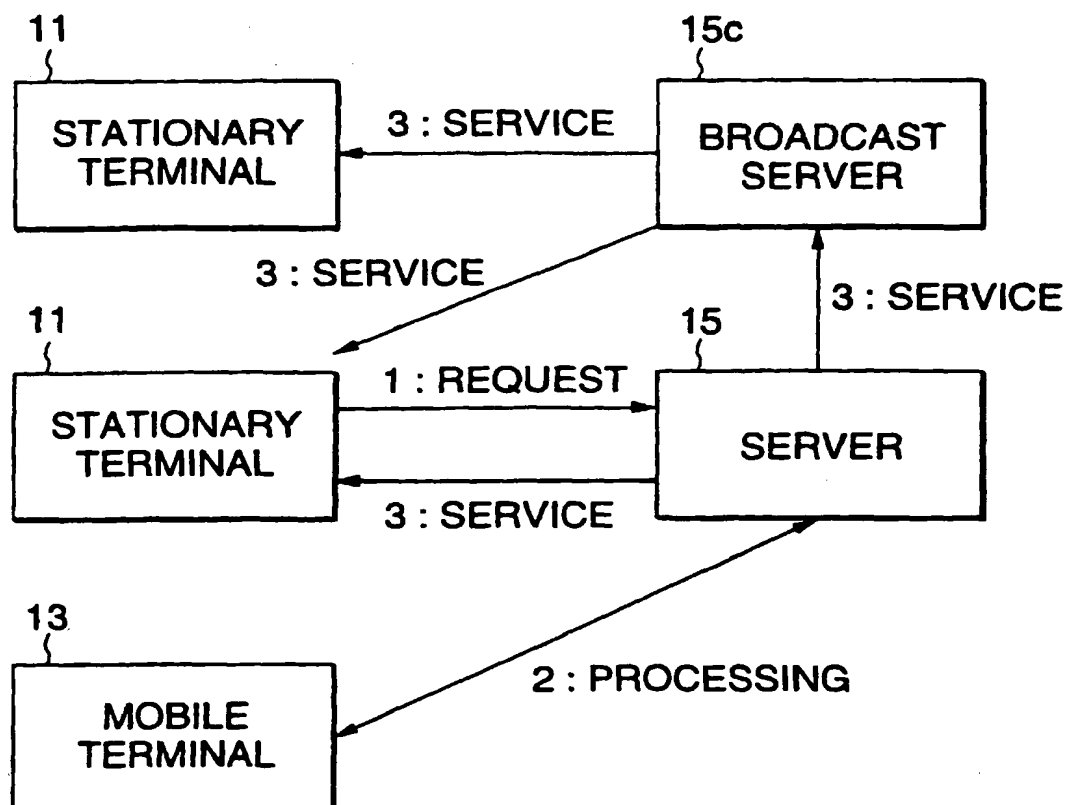 11
15c
STATIONARY
TERMINAL
3 : SERVICE
BROADCAST
SERVER
3 : SERVICE
3 : SERVICE
11
15
STATIONARY
TERMINAL
1 : REQUEST
SERVER
3 : SERVICE
13
2 : PROCESSING
MOBILE
TERMINAL